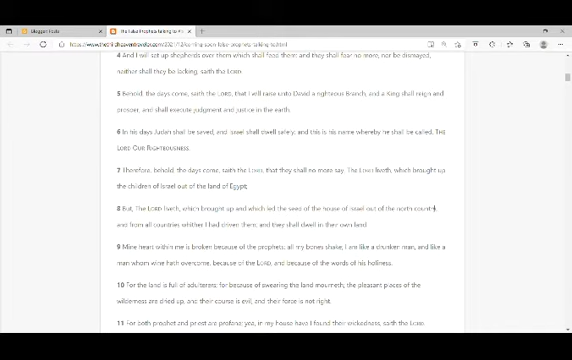 4 And I will set up shepherds over them which shall feed them: and they shall fear no more, nor be dismayed,
neither shall they be lacking, saith the LORD.
5 Behold, the days come, saith the LORD, that I will raise unto David a righteous Branch, and a King shall reign and
prosper, and shall execute judgment and justice in the earth.
6 In his days Judah shall be saved, and Israel shall dwell safely: and this is his name whereby he shall be called, THE
LORD OUR RIGHTEOUSNESS.
7 Therefore, behold, the days come, saith the LORD, that they shall no more say, The LORD liveth, which brought up
the children of Israel out of the land of Egypt;
8 But, The LORD liveth, which brought up and which led the seed of the house of Israel out of the north country,
and from all countries whither I had driven them; and they shall dwell in their own land.
9 Mine heart within me is broken because of the prophets; all my bones shake; I am like a drunken man, and like a
man whom wine hath overcome, because of the LORD, and because of the words of his holiness.
10 For the land is full of adulterers; for because of swearing the land mourneth; the pleasant places of the
wilderness are dried up, and their course is evil, and their force is not right.
11 For both prophet and priest are profane; yea, in my house have I found their wickedness, saith the LORD.